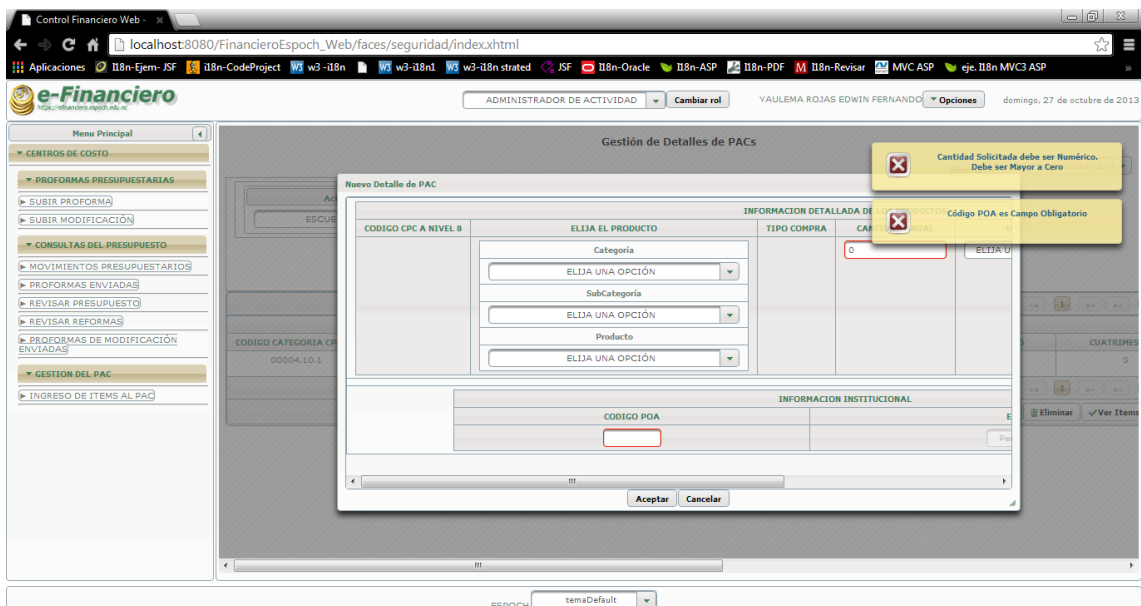 Control Financiero Web -
localhost:8080/FinancieroEspoch_Web/faces/seguridad/index.xhtml
Aplicaciones I18n-Ejem- JSF i18n-CodeProject w3 -i18n w3-i18n1 w3-i18n strated JSF I18n-Oracle I18n-ASP I18n-PDF I18n-Revisar MVC ASP eje. I18n MVC3 ASP »
e-Financiero
ADMINISTRADOR DE ACTIVIDAD Cambiar rol YAULEMA ROJAS EDWIN FERNANDO Opciones domingo, 27 de octubre de 2013
Menu Principal
CENTROS DE COSTO
PROFORMAS PRESUPUESTARIAS
SUBIR PROFORMA
SUBIR MODIFICACIÓN
CONSULTAS DEL PRESUPUESTO
MOVIMIENTOS PRESUPUESTARIOS
PROFORMAS ENVIADAS
REVISAR PRESUPUESTO
REVISAR REFORMAS
PROFORMAS DE MODIFICACIÓN
ENVIADAS
GESTION DEL PAC
INGRESO DE ITEMS AL PAC
Gestión de Detalles de PACs
Cantidad Solicitada debe ser Numérico.
Debe ser Mayor a Cero
Código POA es Campo Obligatorio
ESCUE
Nuevo Detalle de PAC
INFORMACION DETALLADA DE
CODIGO CPC A NIVEL 8 ELIJA EL PRODUCTO TIPO COMPRA
Categoría
0
ELIJA U
ELIJA UNA OPCIÓN
SubCategoría
ELIJA UNA OPCIÓN
Producto
ELIJA UNA OPCIÓN
INFORMACION INSTITUCIONAL
CODIGO POA E
Aceptar Cancelar
CODIGO CATEGORIA CP
00004.10.1
1
CUATRIMES
5
1
Eliminar Ver Items
ESPOCH temaDefault